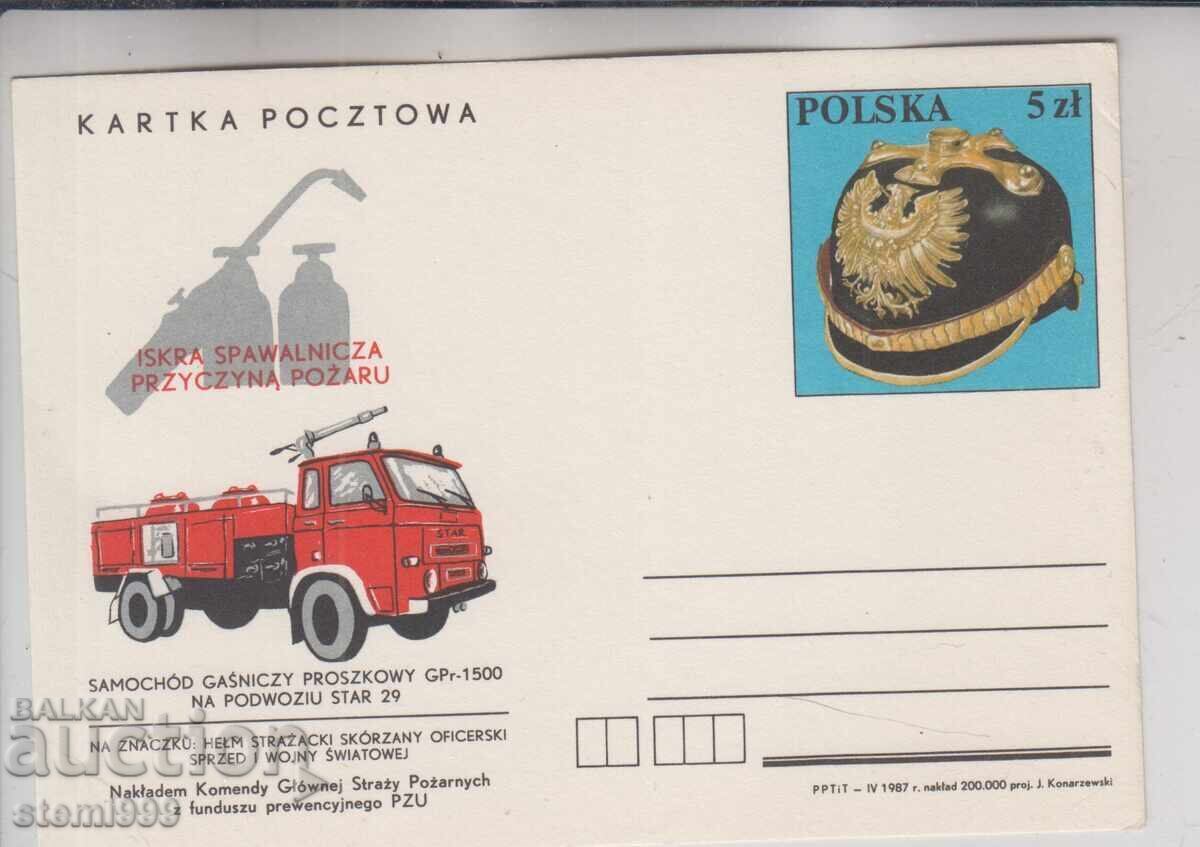 KARTKA POCZTOWA
POLSKA 5 zł
ISKRA SPAWALNICZA
PRZYCZYNĄ POŻARU
STAR
SAMOCHÓD GAŚNICZY PROSZKOWY GPr-1500
NA PODWOZIU STAR 29
NA ZNACZKU: HEŁM STRAŻACKI SKÓRZANY OFICERSKI
SPRZED I WOJNY ŚWIATOWEJ
Nakładem Komendy Głównej Straży Pożarnych
z funduszu prewencyjnego PZU
PPTiT – IV 1987 r. nakład 200.000 proj. J. Konarzewski
BALKAN
auction
stemi999